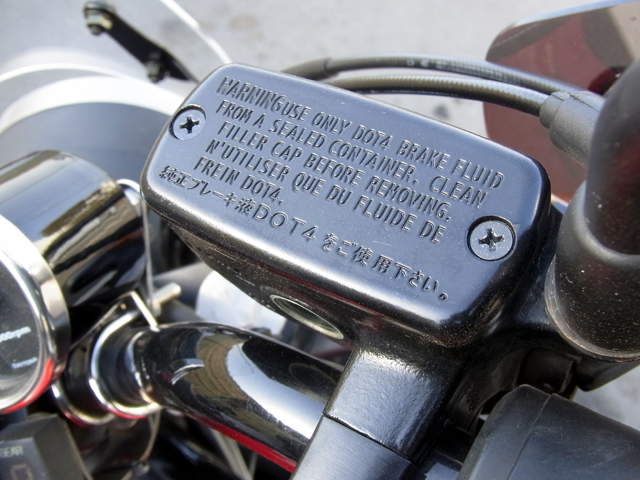 WARNING:USE ONLY DOT4 BRAKE FLUID
FROM A SEALED CONTAINER. CLEAN
FILLER CAP BEFORE REMOVING.
N'UTILISER QUE DU FLUIDE DE
FREIN DOT4.
純正ブレーキ液DOT4をご使用下さい。
GEAR